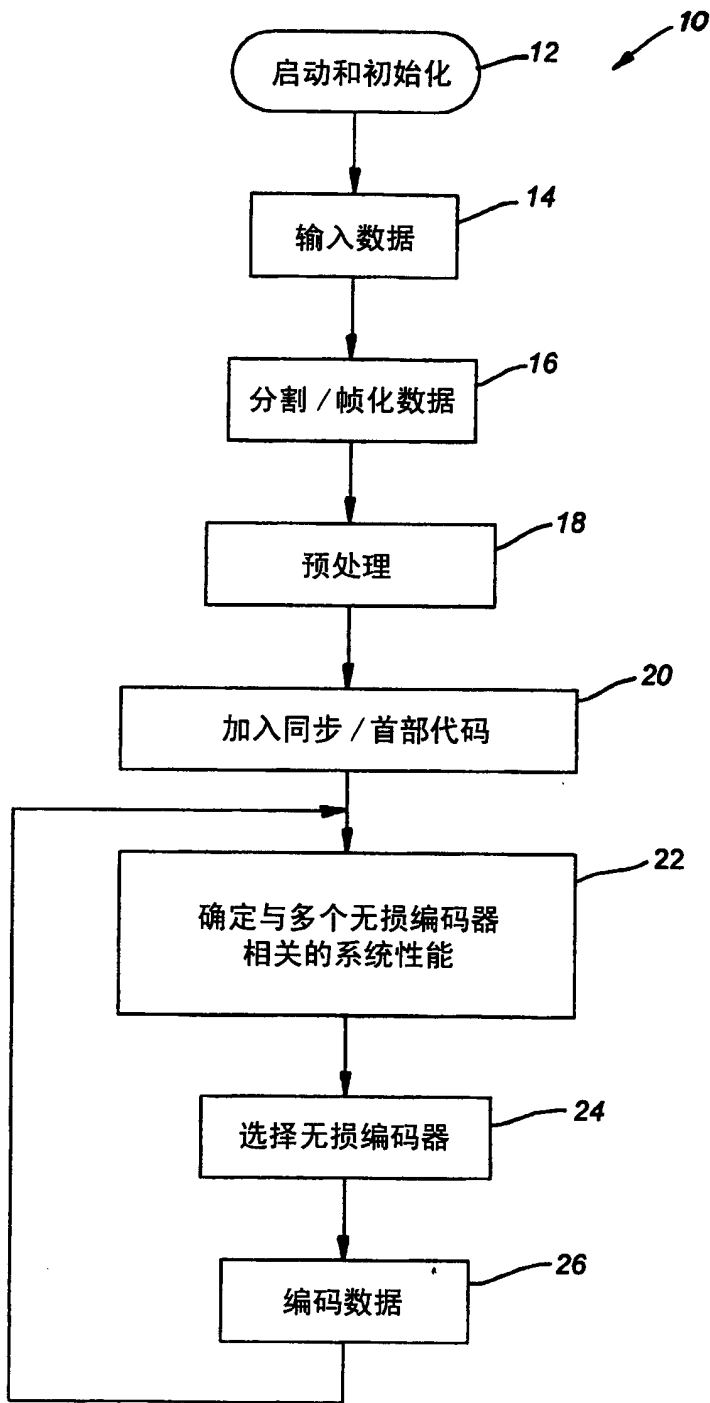 10
启动和初始化
12
输入数据
14
分割/帧化数据
16
预处理
18
加入同步/首部代码
20
确定与多个无损编码器
相关的系统性能
22
选择无损编码器
24
编码数据
26